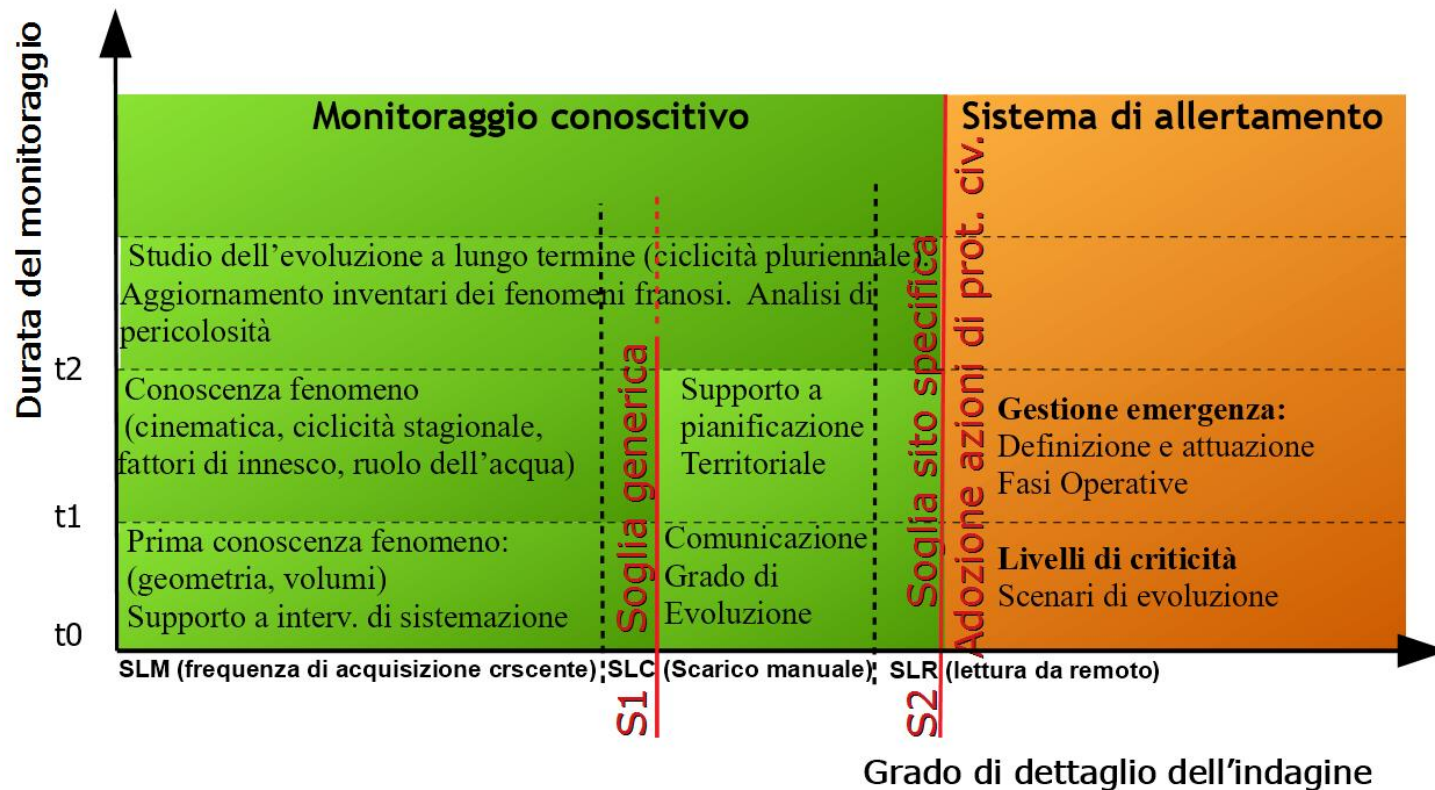 Durata del monitoraggio
Monitoraggio conoscitivo
Sistema di allertamento
Studio dell'evoluzione a lungo termine (ciclicità pluriennale).
Aggiornamento inventari dei fenomeni franosi. Analisi di
pericolosità
t2
Conoscenza fenomeno
(cinematica, ciclicità stagionale,
fattori di innesco, ruolo dell'acqua)
Soglia generica
Supporto a
pianificazione
Territoriale
Soglia sito specifica
Adozione azioni di prot. civ.
Gestione emergenza:
Definizione e attuazione
Fasi Operative
t1
Prima conoscenza fenomeno:
(geometria, volumi)
Supporto a interv. di sistemazione
Comunicazione
Grado di
Evoluzione
Livelli di criticità
Scenari di evoluzione
t0
SLM (frequenza di acquisizione crscente)
SLC (Scarico manuale)
SLR (lettura da remoto)
S1
S2
Grado di dettaglio dell'indagine